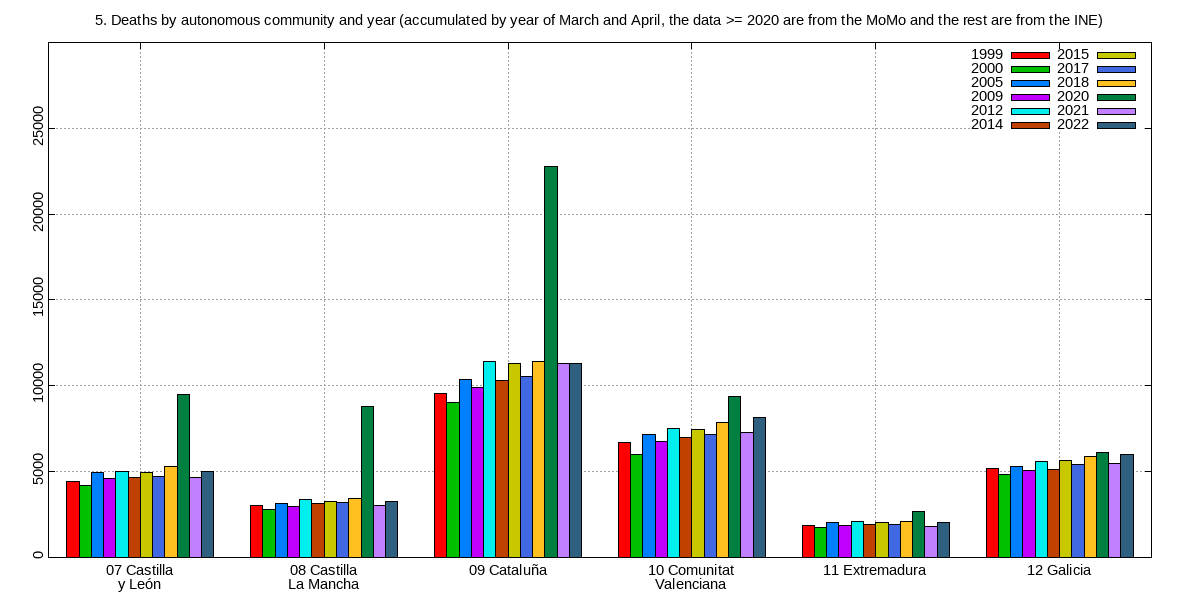 5. Deaths by autonomous community and year (accumulated by year of March and April, the data >= 2020 are from the MoMo and the rest are from the INE)
1999 2015
2000 2017
2005 2018
2009 2020
2012 2021
2014 2022
25000
20000
15000
10000
5000
0
07 Castilla
y León
08 Castilla
La Mancha
09 Cataluña
10 Comunitat
Valenciana
11 Extremadura
12 Galicia